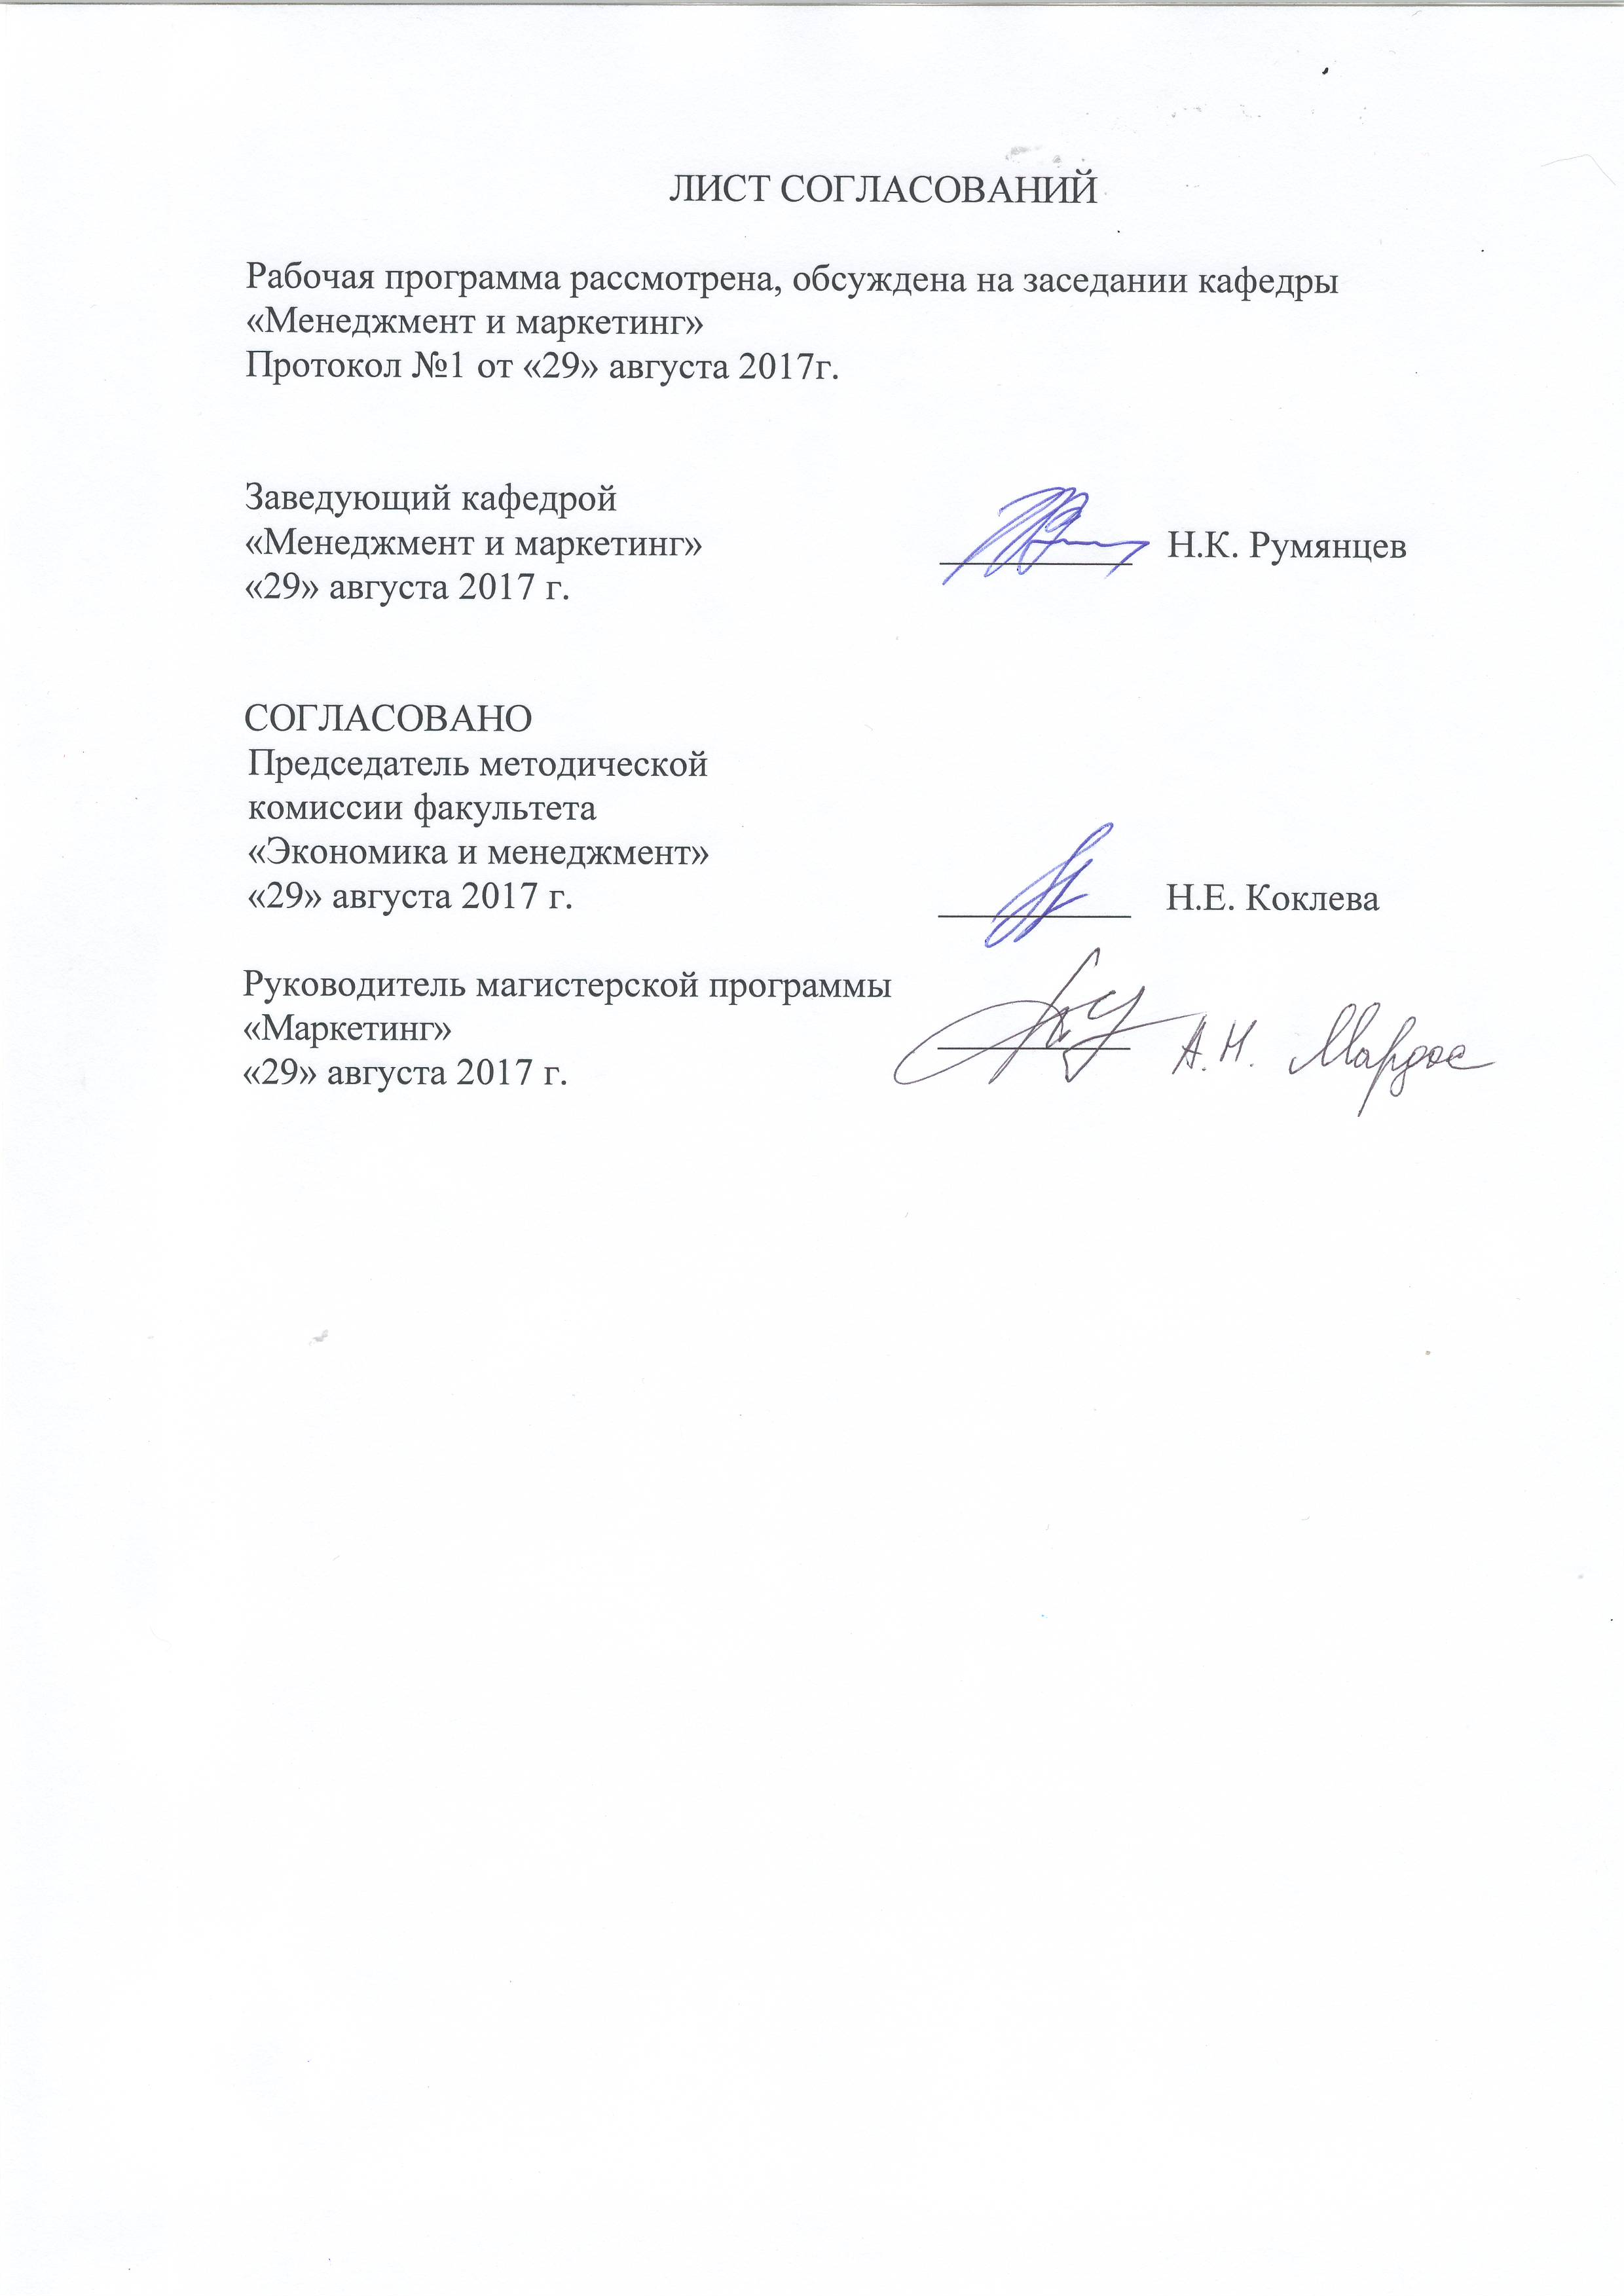 ЛИСТ СОГЛАСОВАНИЙ
Рабочая программа рассмотрена, обсуждена на заседании кафедры
«Менеджмент и маркетинг»
Протокол №1 от «29» августа 2017г.
Заведующий кафедрой
«Менеджмент и маркетинг»
«29» августа 2017 г.
Н.К. Румянцев
СОГЛАСОВАНО
Председатель методической
комиссии факультета
«Экономика и менеджмент»
«29» августа 2017 г.
Н.Е. Коклева
Руководитель магистерской программы
«Маркетинг»
«29» августа 2017 г.
А.Н. Мардас